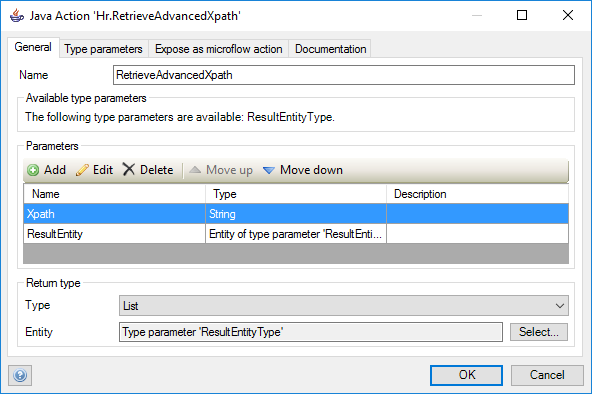 Java Action 'Hr.RetrieveAdvancedXpath'
General Type parameters Expose as microflow action Documentation
Name RetrieveAdvancedXpath
Available type parameters
The following type parameters are available: ResultEntityType.
Parameters
Add Edit Delete Move up Move down
Name Type Description
Xpath String
ResultEntity Entity of type parameter 'ResultEnti...
Return type
Type List
Entity Type parameter 'ResultEntityType' Select...
? OK Cancel